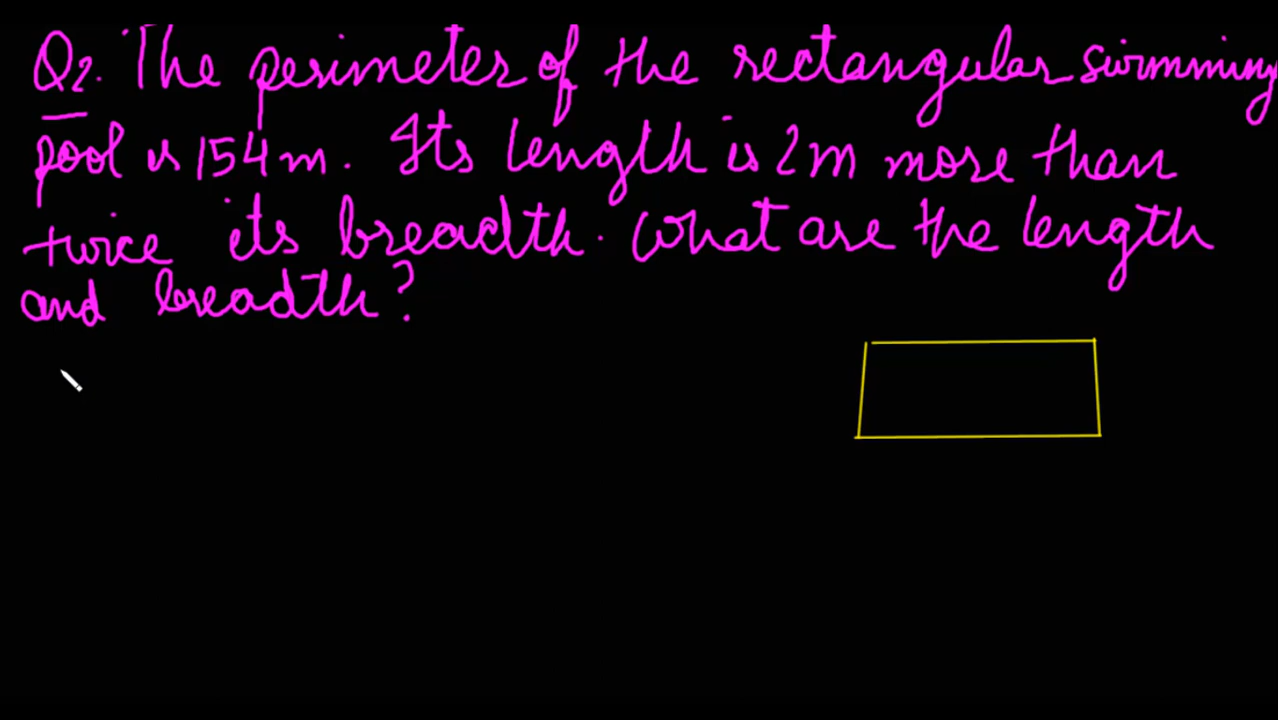 Q2. The perimeter of the rectangular swimming
pool is 154m. Its length is 2m more than
twice its breadth. What are the length
and breadth?